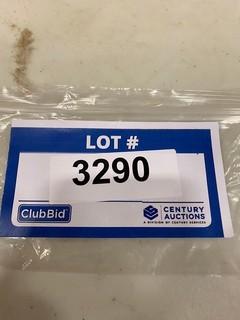 LOT #
3290
ClubBid
CENTURY
AUCTIONS
A DIVISION OF CENTURY SERVICES